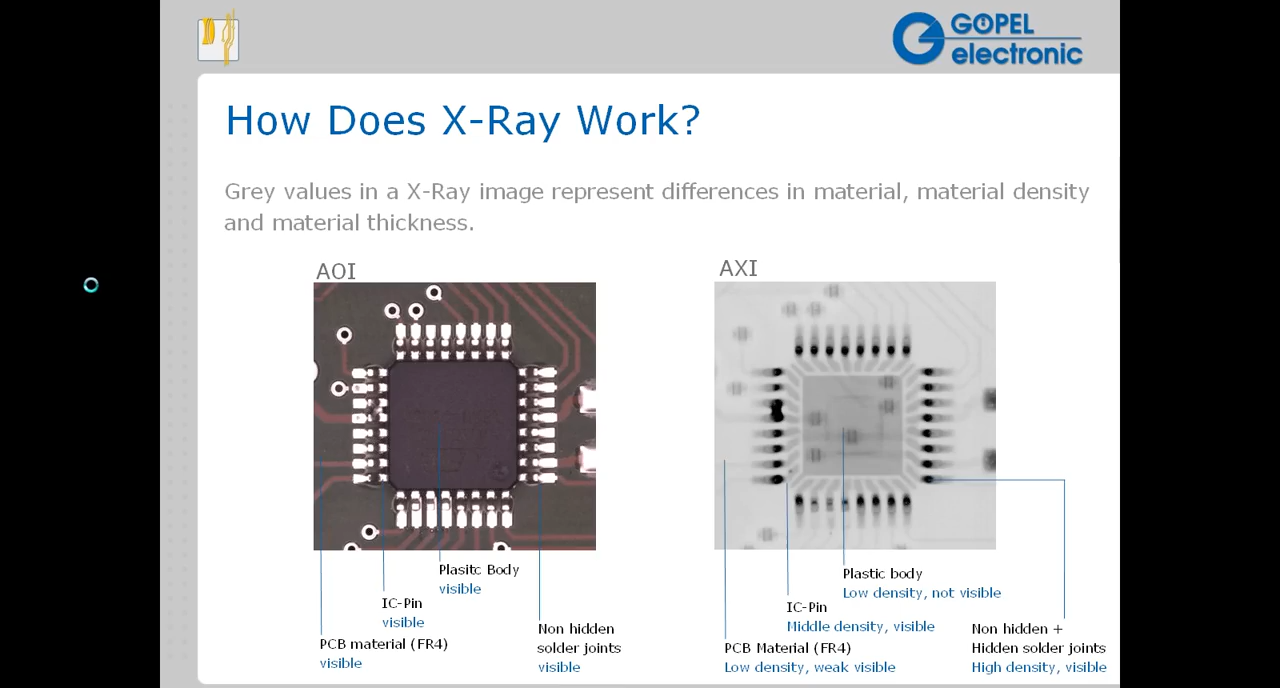 GÖPEL
electronic
How Does X-Ray Work?
Grey values in a X-Ray image represent differences in material, material density
and material thickness.
AOI
AXI
Plasitc Body
visible
IC-Pin
visible
PCB material (FR4)
visible
Non hidden
solder joints
visible
Plastic body
Low density, not visible
IC-Pin
Middle density, visible
PCB Material (FR4)
Low density, weak visible
Non hidden +
Hidden solder joints
High density, visible